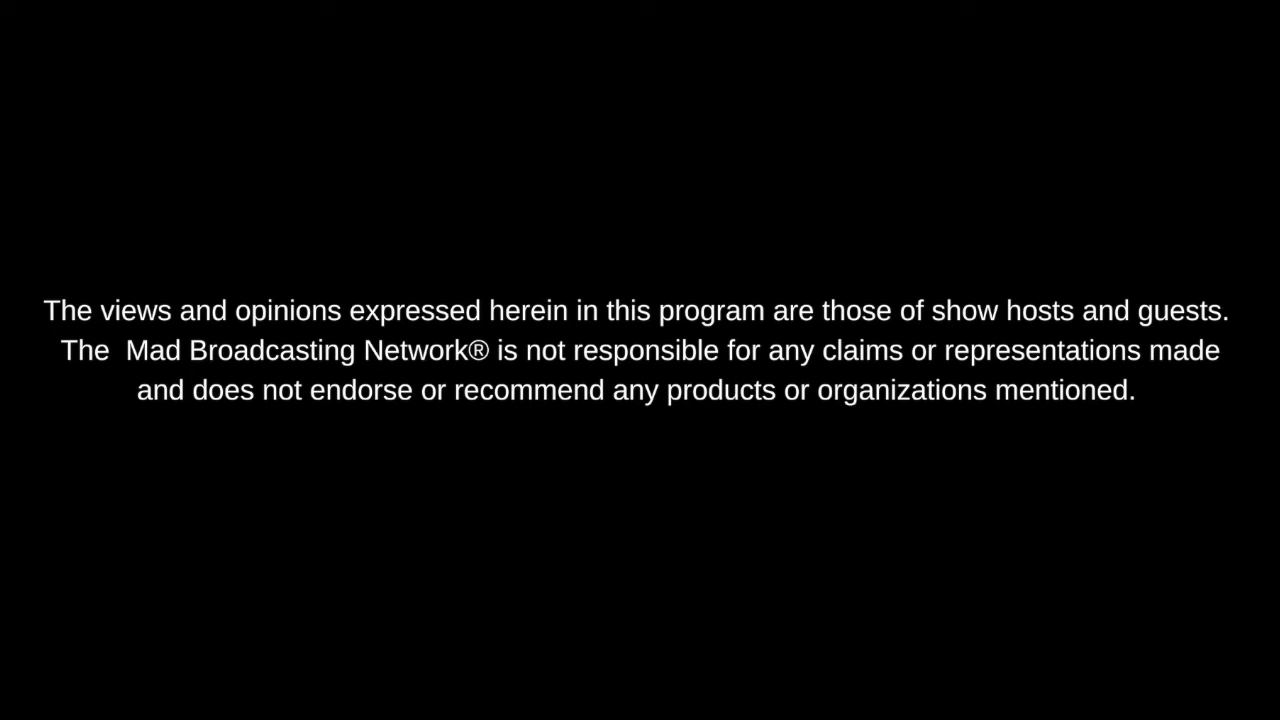 The views and opinions expressed herein in this program are those of show hosts and guests.
The  Mad Broadcasting Network® is not responsible for any claims or representations made
and does not endorse or recommend any products or organizations mentioned.